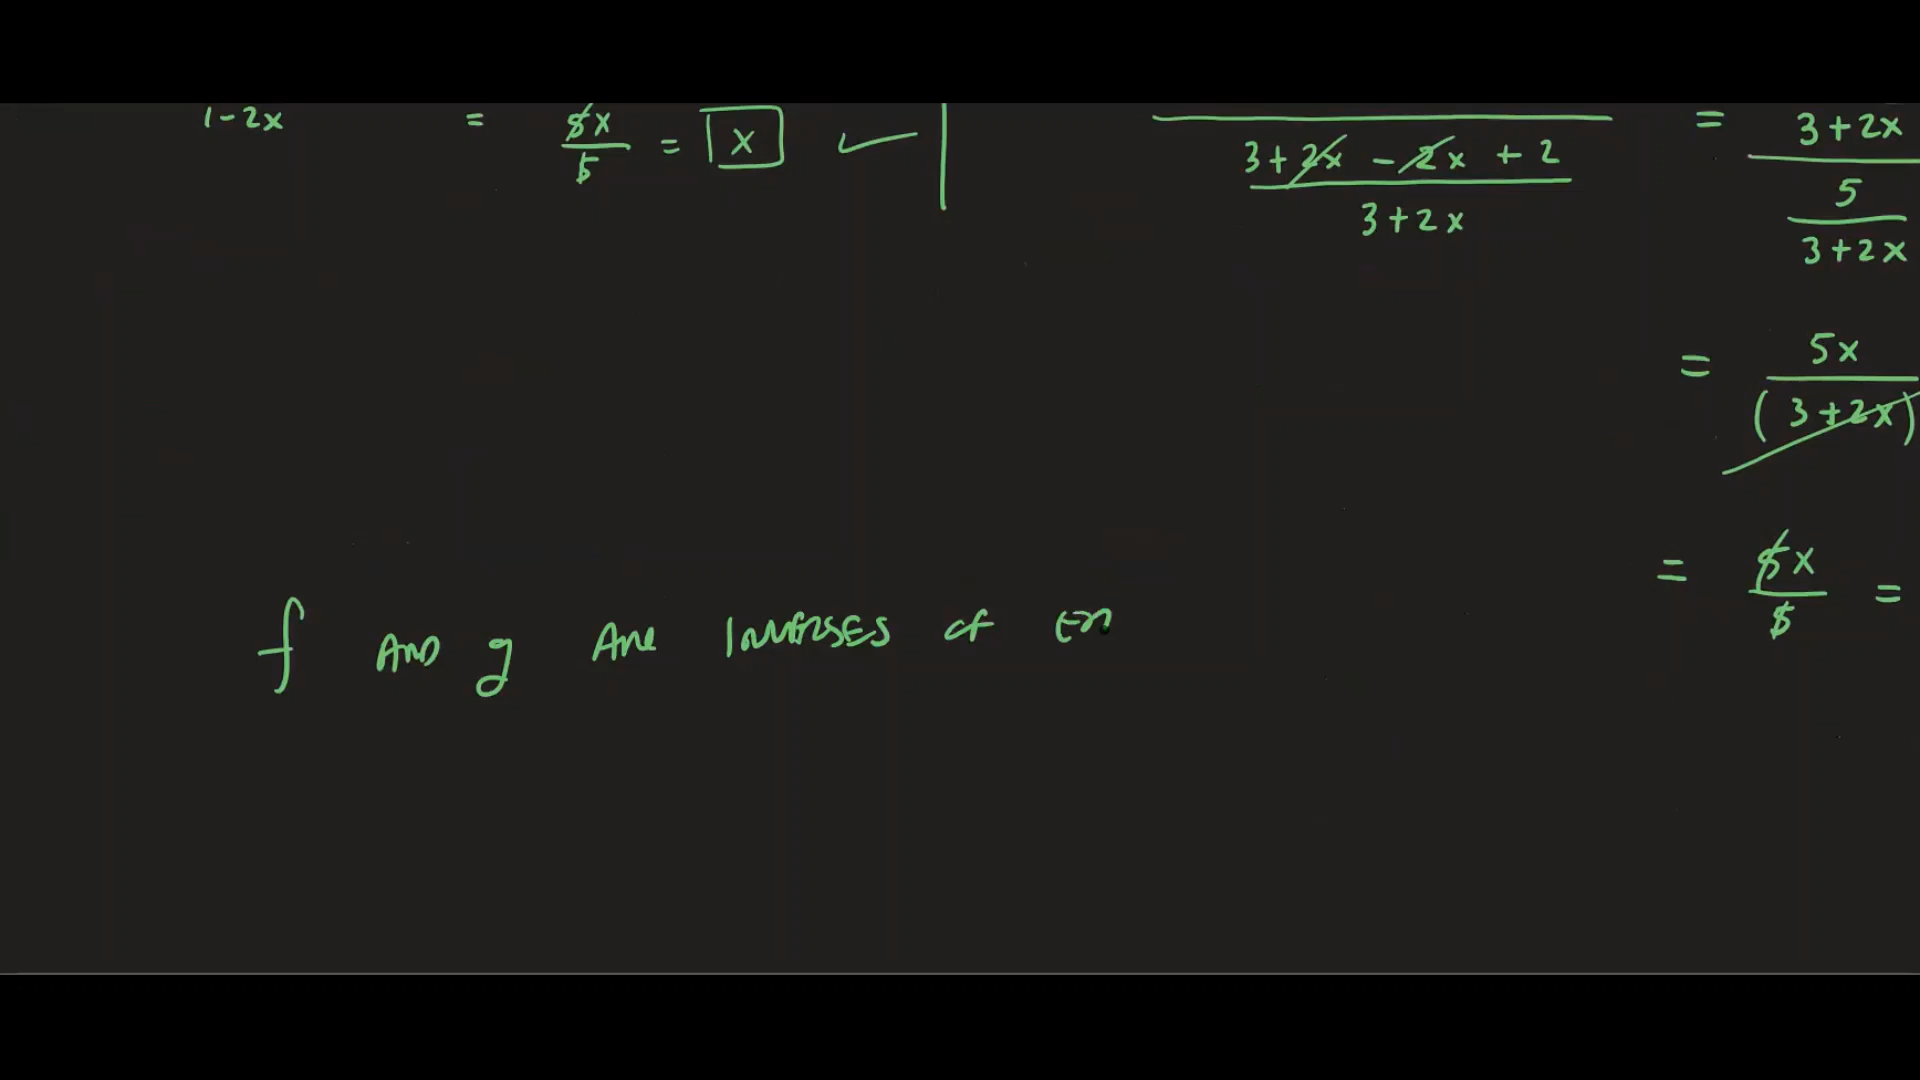 1 - 2x = 5x / 5 = x
3 + 2x - 2x + 2 / 3 + 2x
= 3 + 2x / 5 / 3 + 2x
= 5x / (3 + 2x)
= 5x / 5 =
f AND g ARE INVERSES OF